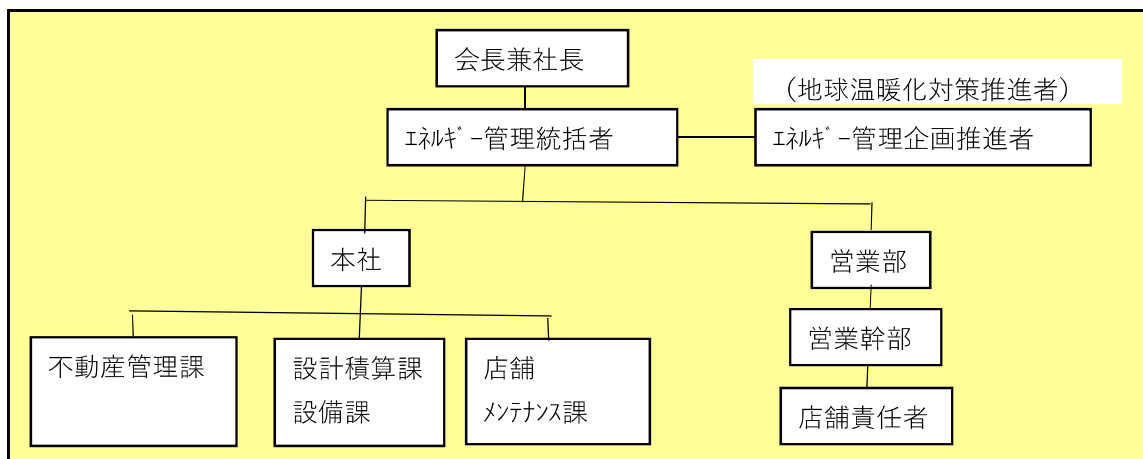 会長兼社長
（地球温暖化対策推進者）
ｴﾈﾙｷﾞｰ管理統括者
ｴﾈﾙｷﾞｰ管理企画推進者
本社
営業部
営業幹部
不動産管理課
設計積算課
設備課
店舗
ﾒﾝﾃﾅﾝｽ課
店舗責任者